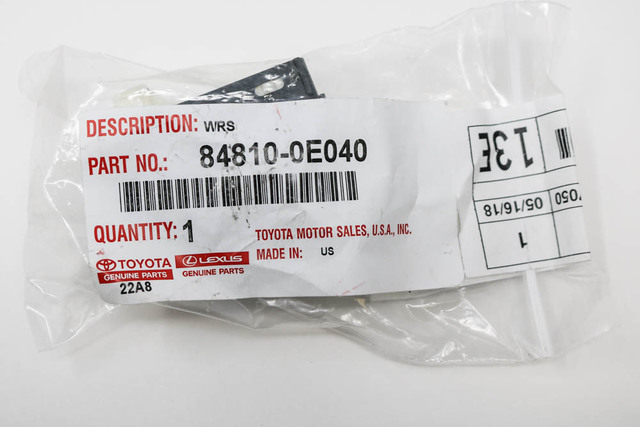 DESCRIPTION: WRS
PART NO.: 84810-0E040
QUANTITY: 1
TOYOTA MOTOR SALES, U.S.A., INC.
MADE IN: US
TOYOTA
GENUINE PARTS
LEXUS
GENUINE PARTS
22A8
13E
7050 05/16/18
1